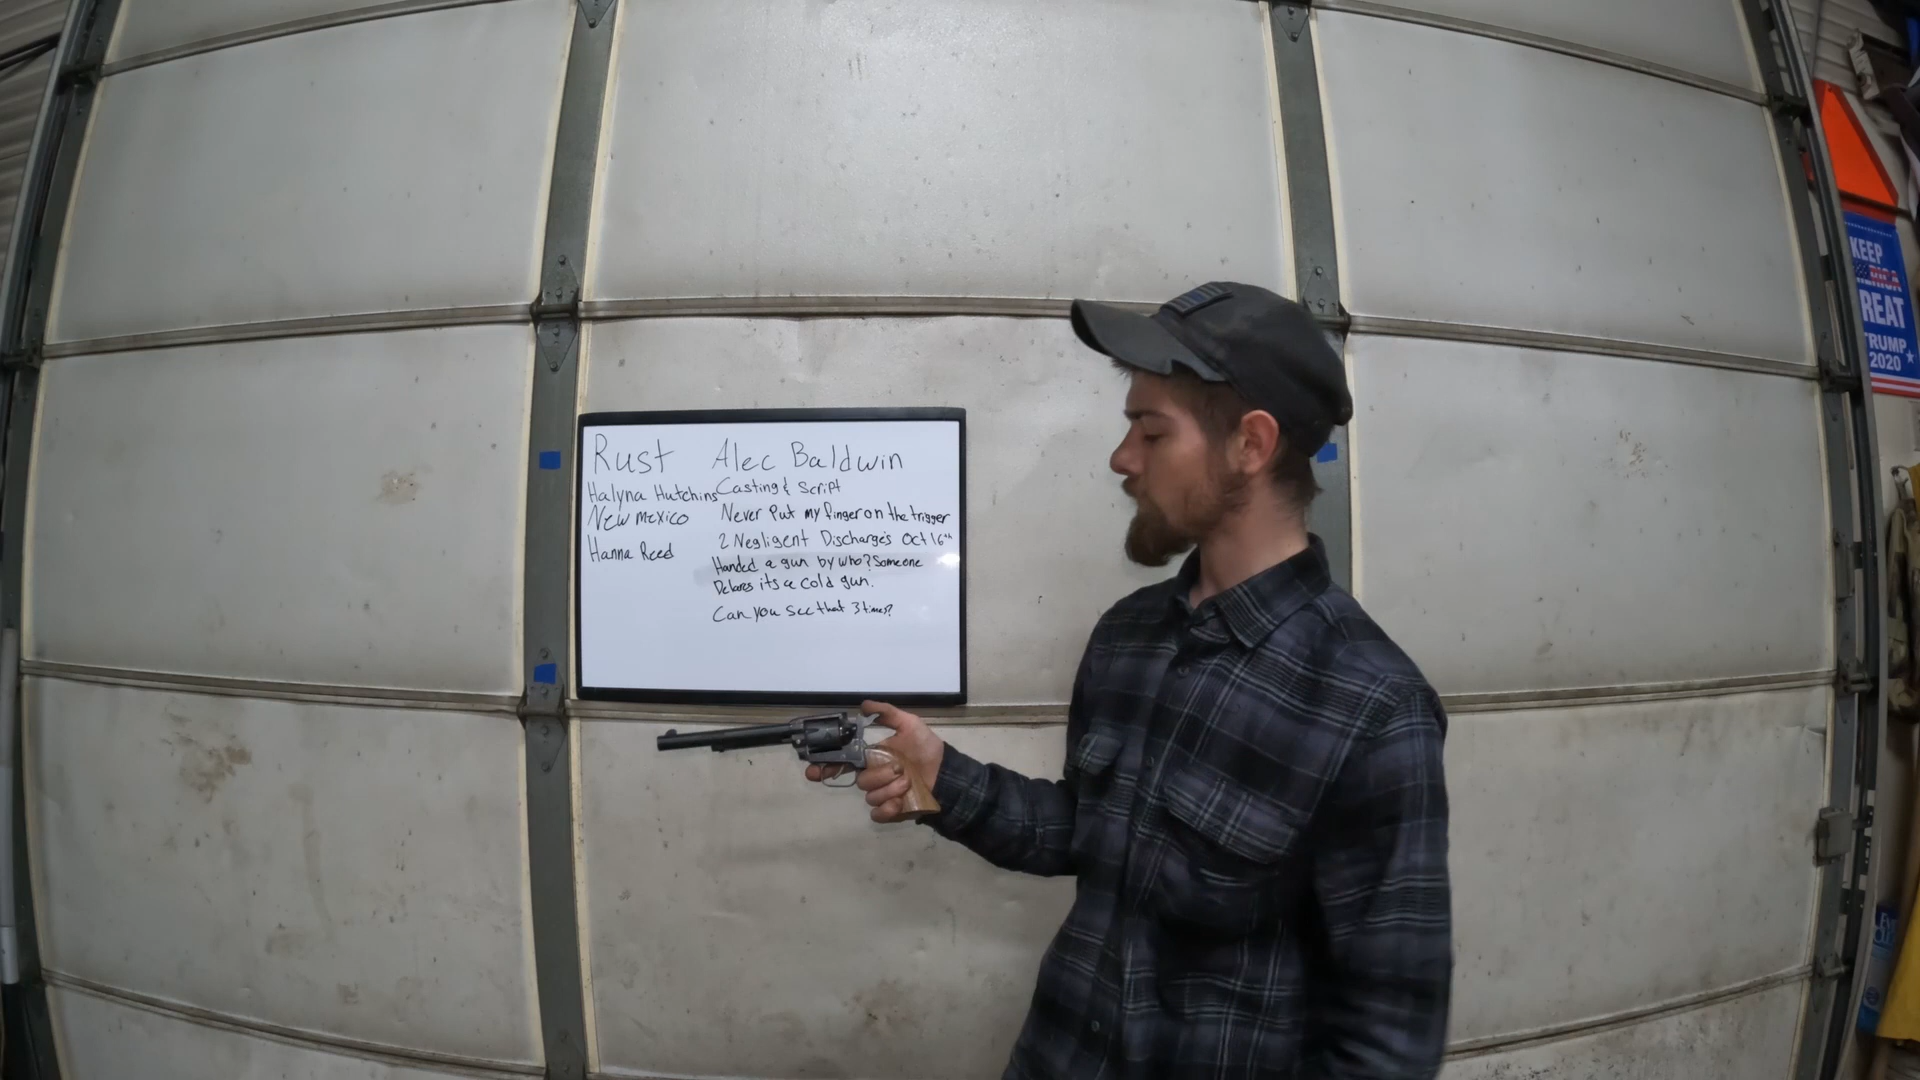 Rust Alec Baldwin
Halyna Hutchins
New Mexico
Hanna Reed
Casting & Script
Never Put my finger on the trigger
2 Negligent Discharge's Oct 16th
Handed a gun by who? Someone
its a cold gun.
Can you see that 3 times?
KEEP
REAT
TRUMP
2020